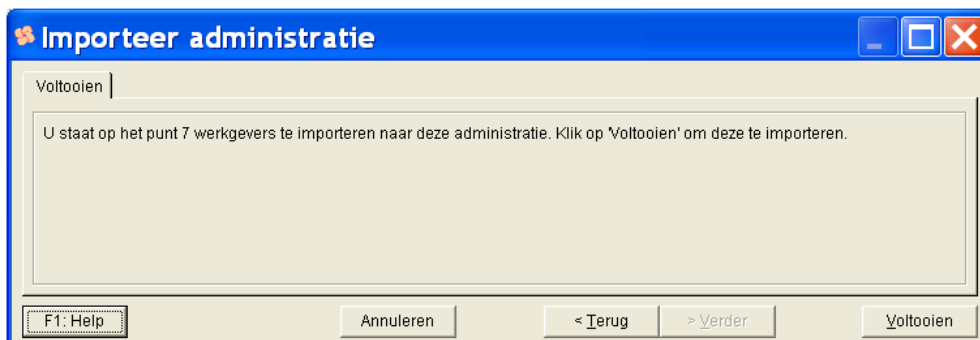 Importeer administratie
Voltooien
U staat op het punt 7 werkgevers te importeren naar deze administratie. Klik op 'Voltooien' om deze te importeren.
F1: Help Annuleren < Terug > Verder Voltooien